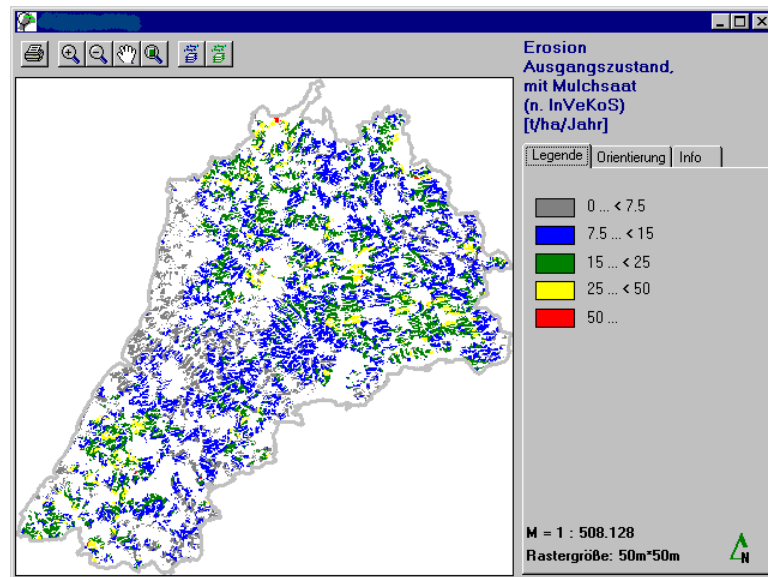 Erosion
Ausgangszustand,
mit Mulchsaat
(n. InVeKoS)
[t/ha/Jahr]
Legende Orientierung Info
0 ... < 7.5
7.5 ... < 15
15 ... < 25
25 ... < 50
50 ...
M = 1 : 508.128
Rastergröße: 50m*50m
N